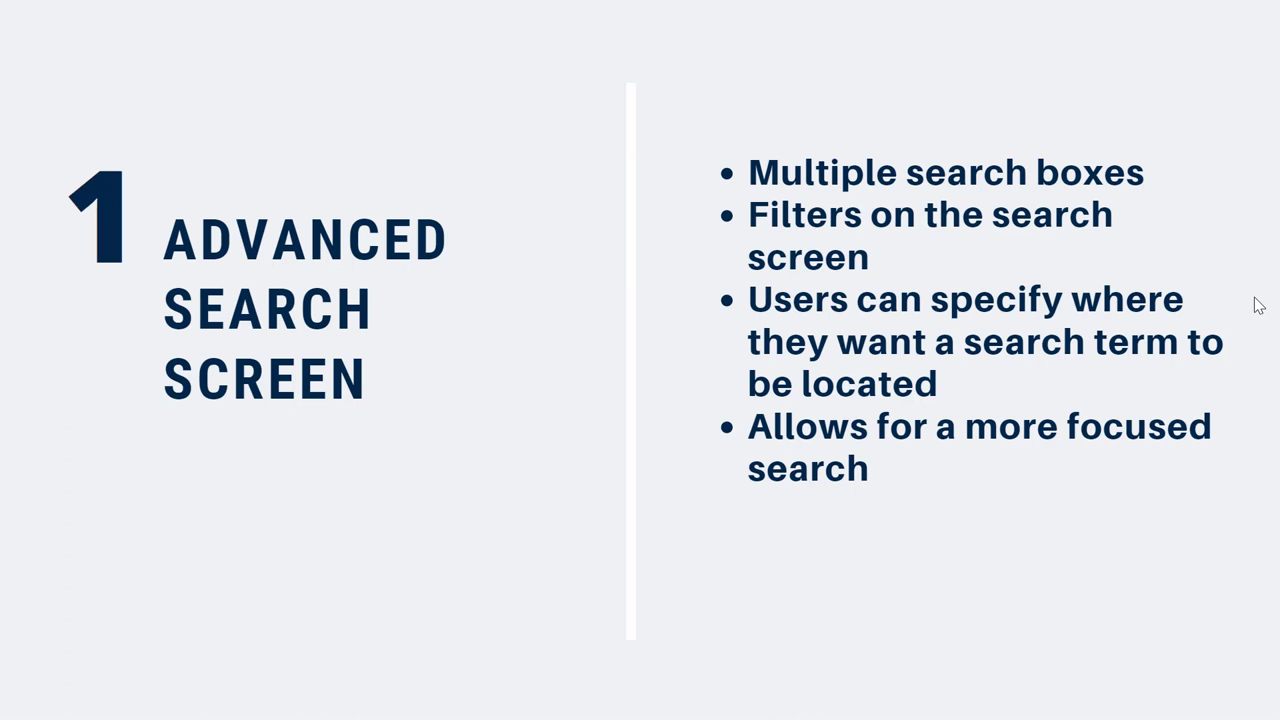 1 ADVANCED
SEARCH
SCREEN
• Multiple search boxes
• Filters on the search
screen
• Users can specify where
they want a search term to
be located
• Allows for a more focused
search